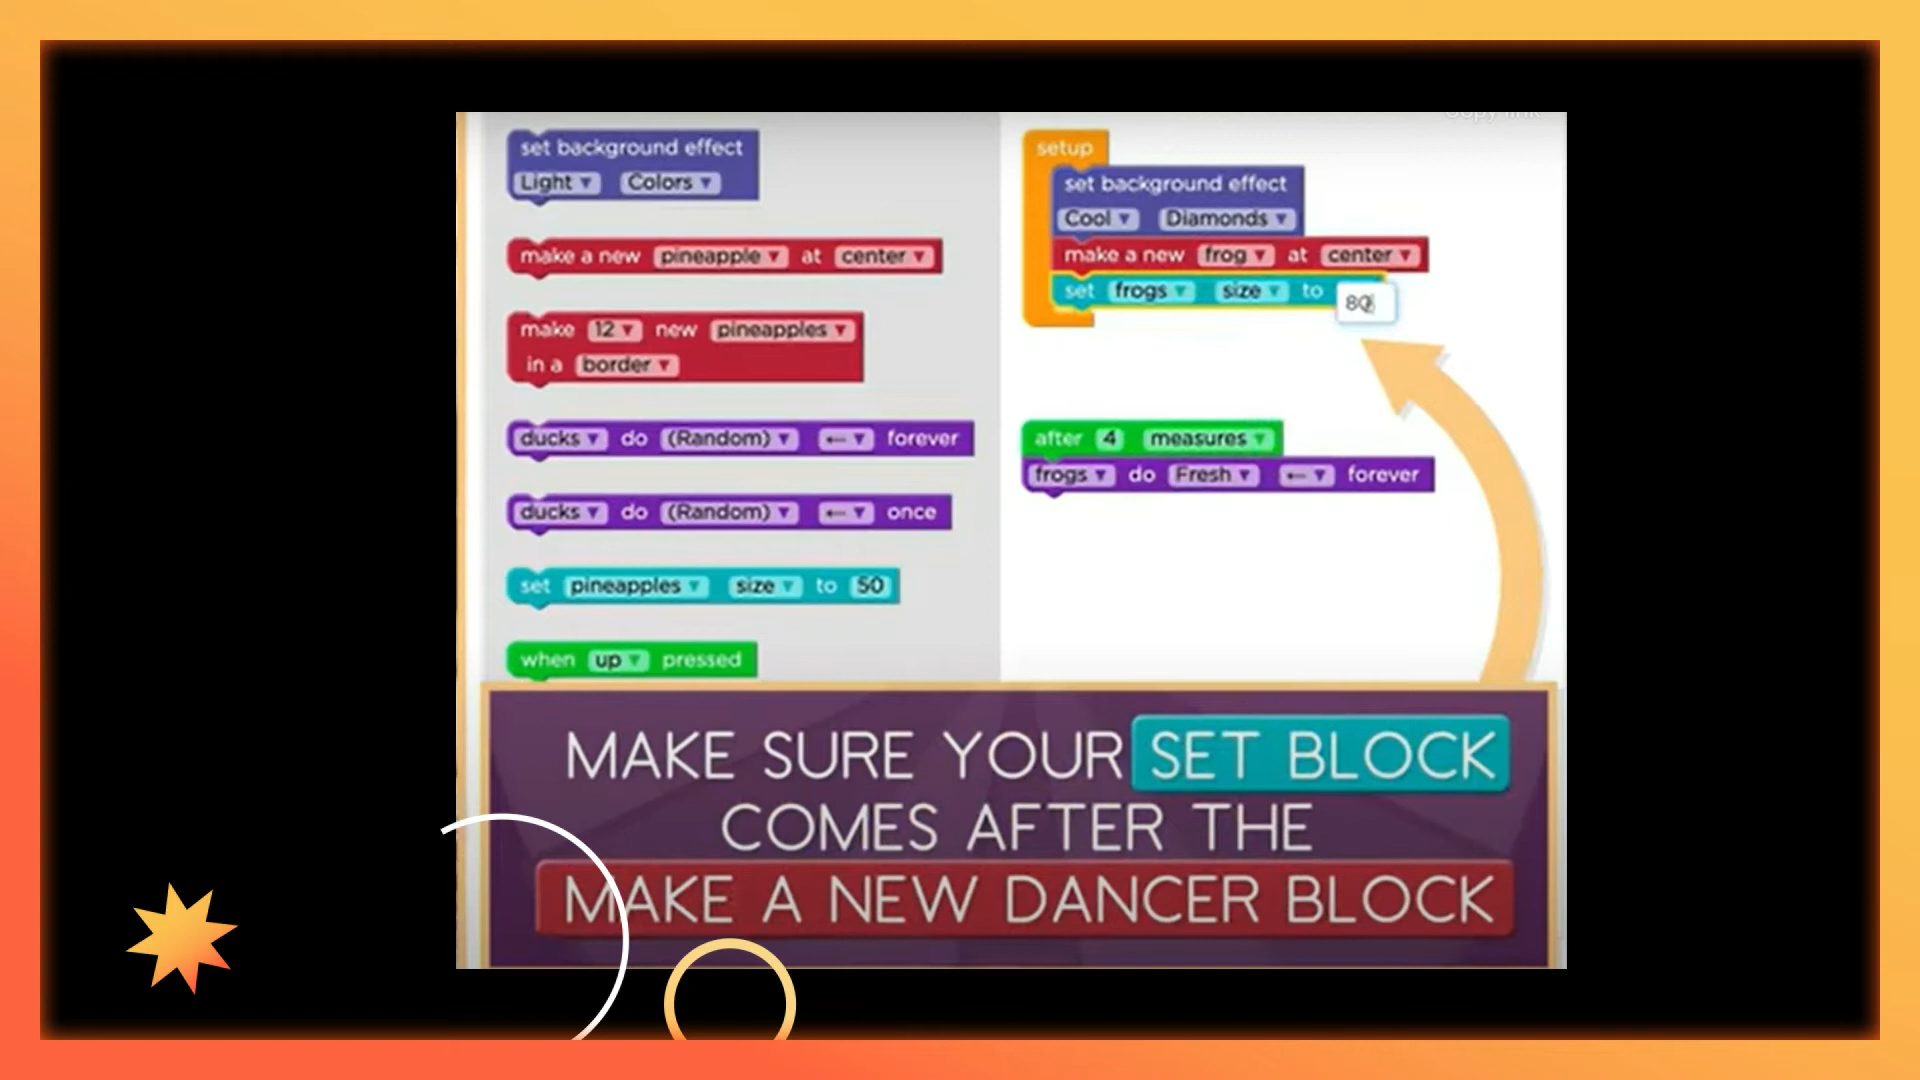 Copy link
set background effect
Light ▼ Colors ▼
make a new pineapple ▼ at center ▼
make 12 ▼ new pineapples ▼
in a border ▼
ducks ▼ do (Random) ▼ ← ▼ forever
ducks ▼ do (Random) ▼ ← ▼ once
set pineapples ▼ size ▼ to 50
when up ▼ pressed
setup
set background effect
Cool ▼ Diamonds ▼
make a new frog ▼ at center ▼
set frogs ▼ size ▼ to 80
after 4 measures ▼
frogs ▼ do Fresh ▼ ← ▼ forever
MAKE SURE YOUR SET BLOCK
COMES AFTER THE
MAKE A NEW DANCER BLOCK